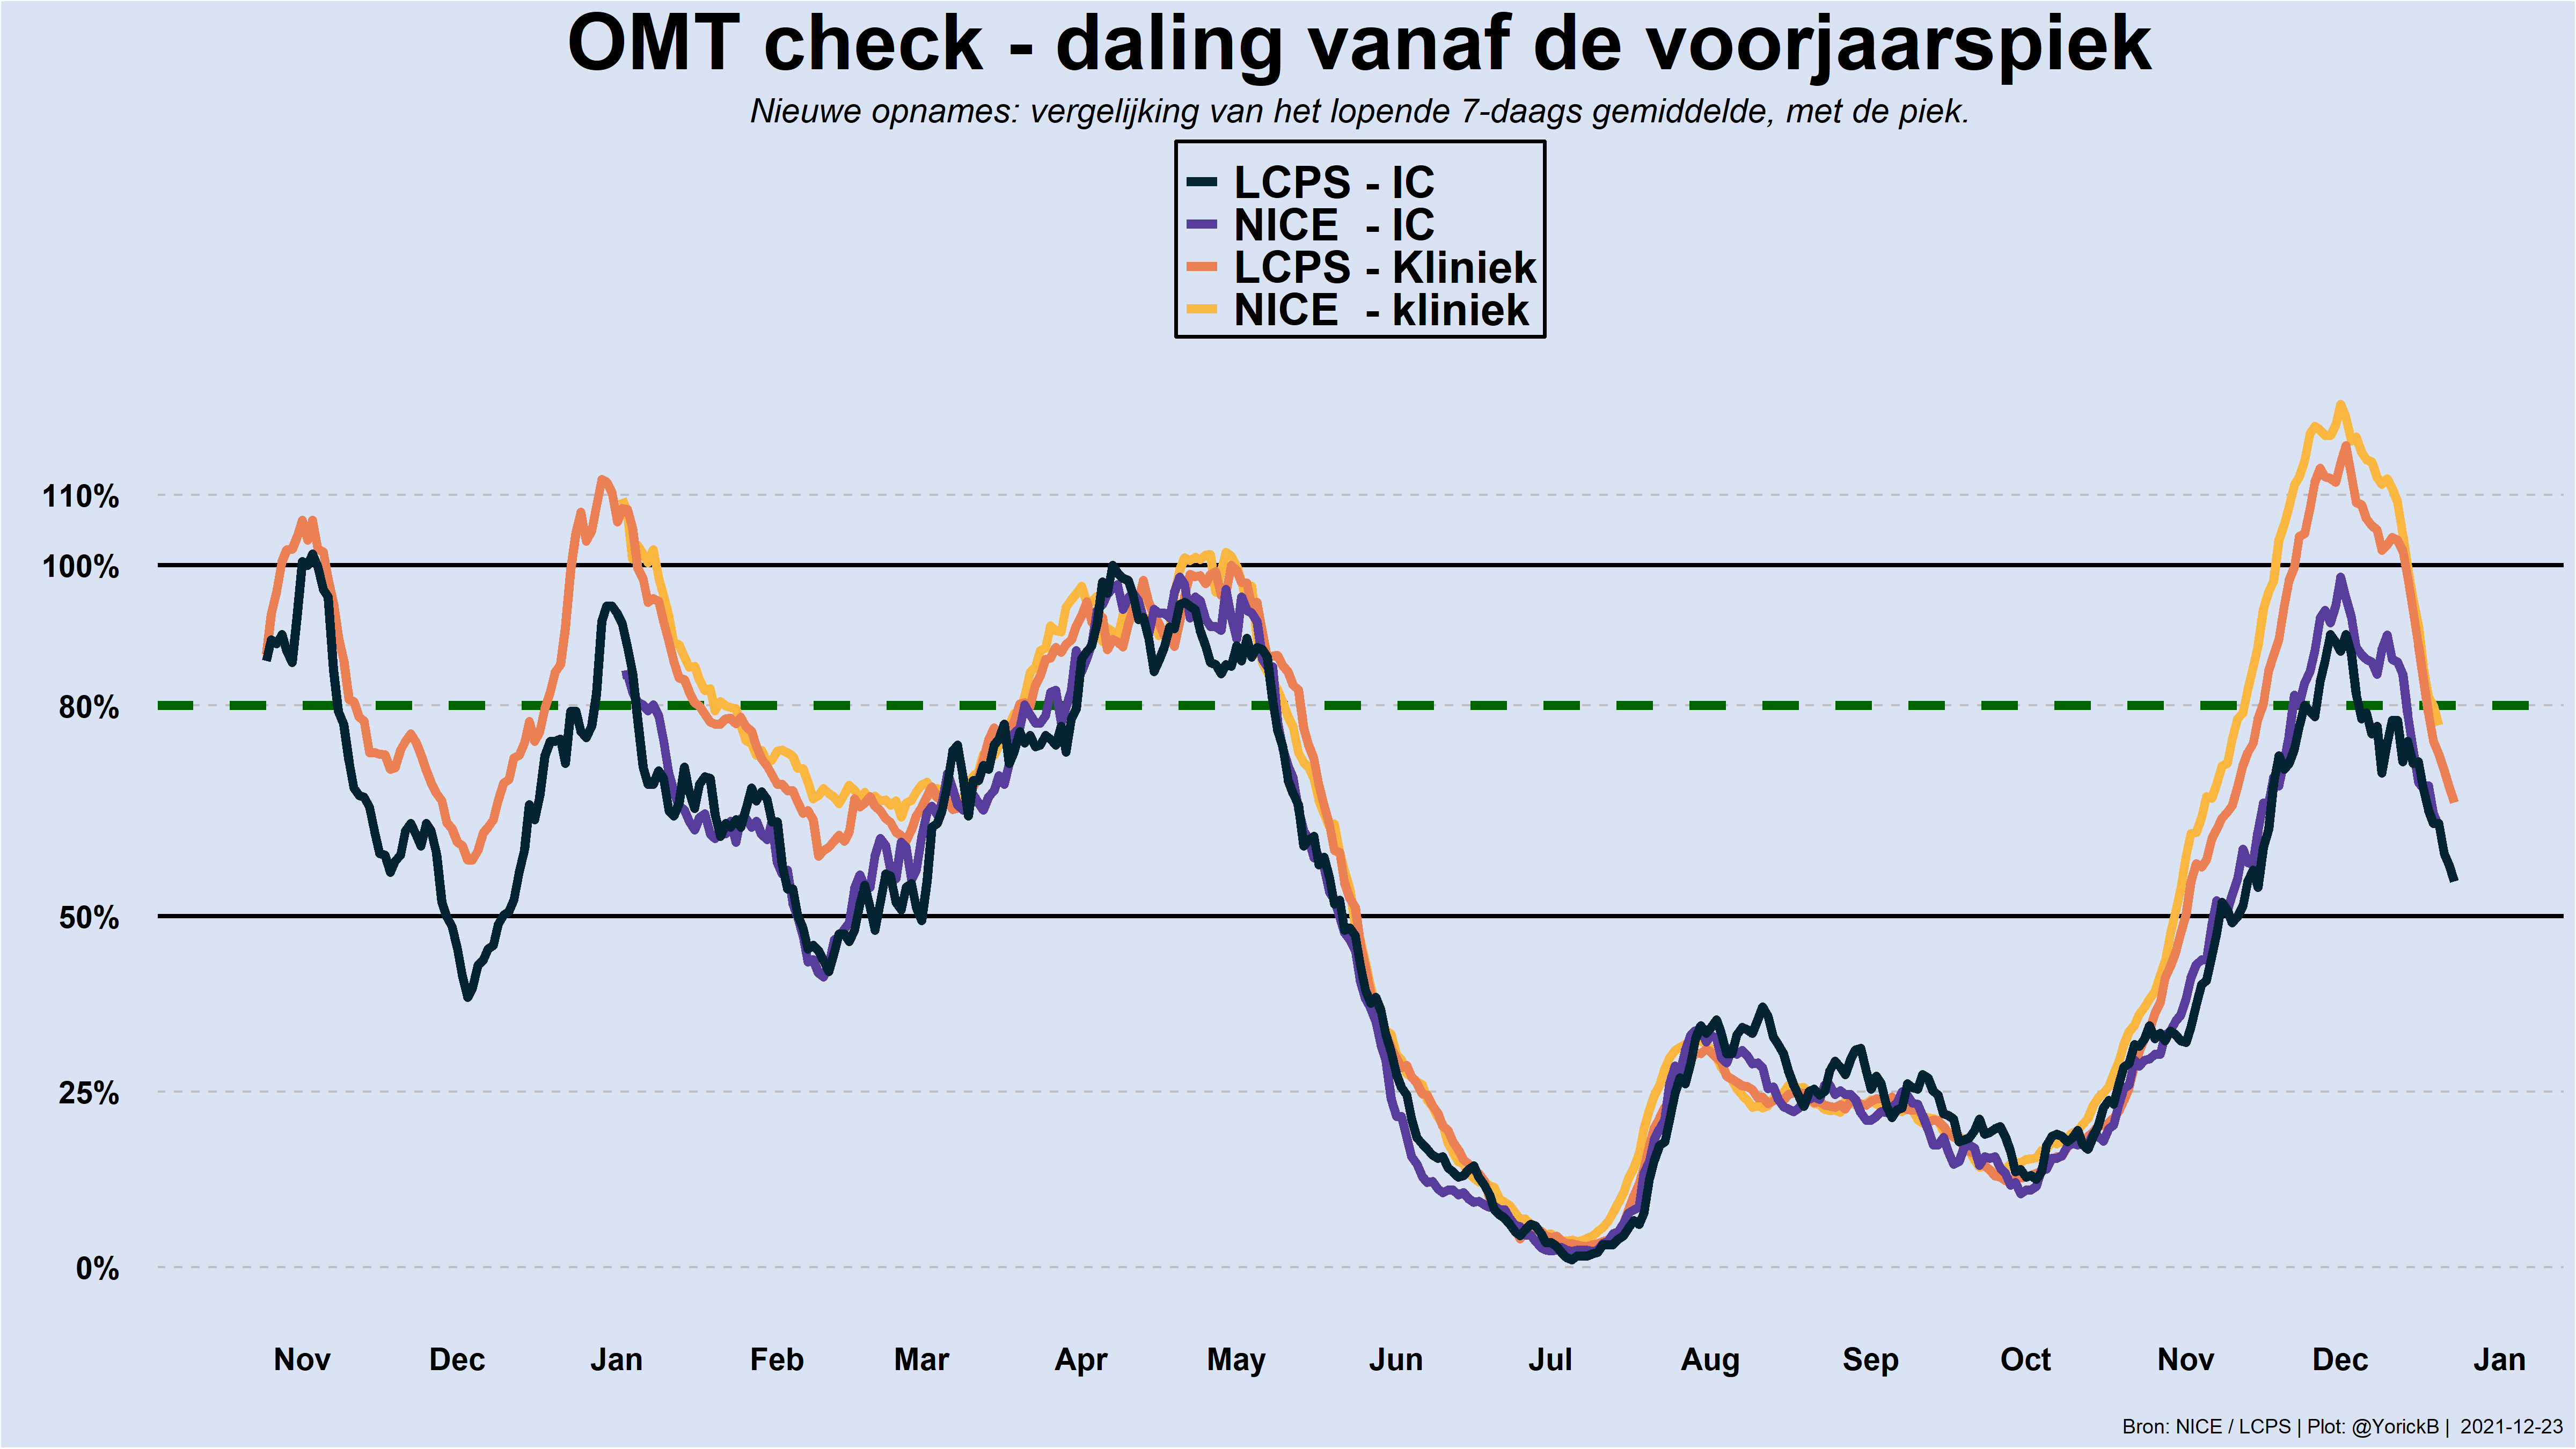 OMT check - daling vanaf de voorjaarspiek
Nieuwe opnames: vergelijking van het lopende 7-daags gemiddelde, met de piek.
LCPS - IC
NICE - IC
LCPS - Kliniek
NICE - kliniek
110%
100%
80%
50%
25%
0%
Nov Dec Jan Feb Mar Apr May Jun Jul Aug Sep Oct Nov Dec Jan
Bron: NICE / LCPS | Plot: @YorickB | 2021-12-23